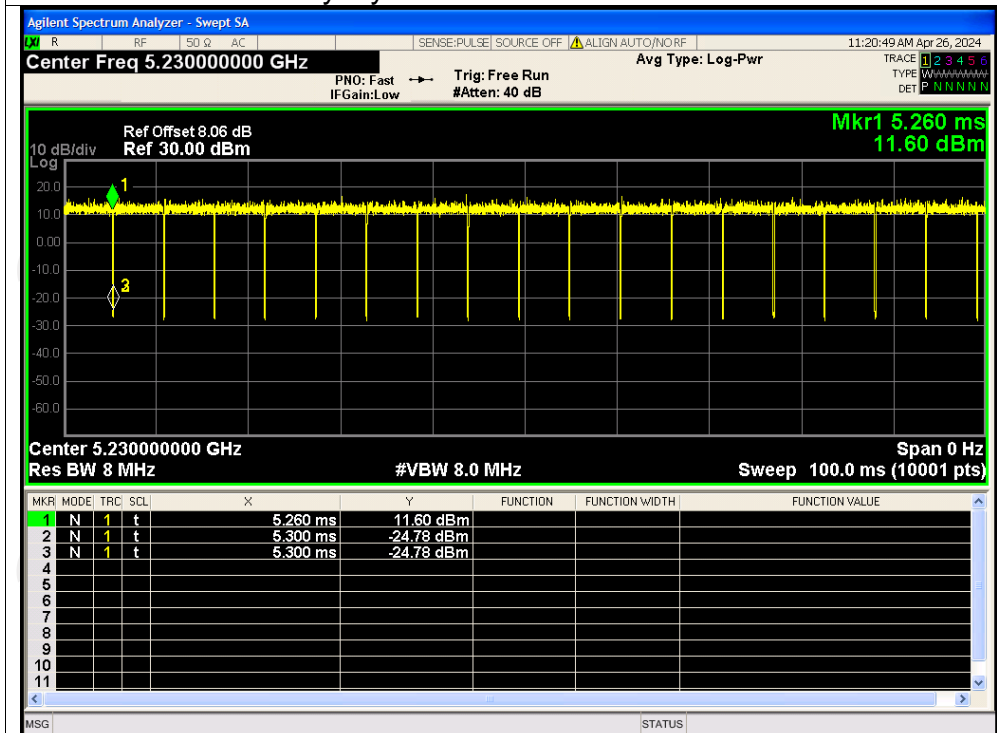 Agilent Spectrum Analyzer - Swept SA
LXI R RF 50 Ω AC SENSE:PULSE SOURCE OFF ALIGN AUTO/NO RF 11:20:49 AM Apr 26, 2024
Center Freq 5.230000000 GHz Avg Type: Log-Pwr TRACE 1 2 3 4 5 6
PNO: Fast Trig: Free Run TYPE
IFGain:Low #Atten: 40 dB DET P N N N N N
Mkr1 5.260 ms
Ref Offset 8.06 dB
10 dB/div Ref 30.00 dBm 11.60 dBm
Log
20.0
1
10.0
0.00
-10.0
3
-20.0
-30.0
-40.0
-50.0
-60.0
Center 5.230000000 GHz Span 0 Hz
Res BW 8 MHz #VBW 8.0 MHz Sweep 100.0 ms (10001 pts)
MKR MODE TRC SCL X Y FUNCTION FUNCTION WIDTH FUNCTION VALUE
1 N 1 t 5.260 ms 11.60 dBm
2 N 1 t 5.300 ms -24.78 dBm
3 N 1 t 5.300 ms -24.78 dBm
4
5
6
7
8
9
10
11
MSG STATUS